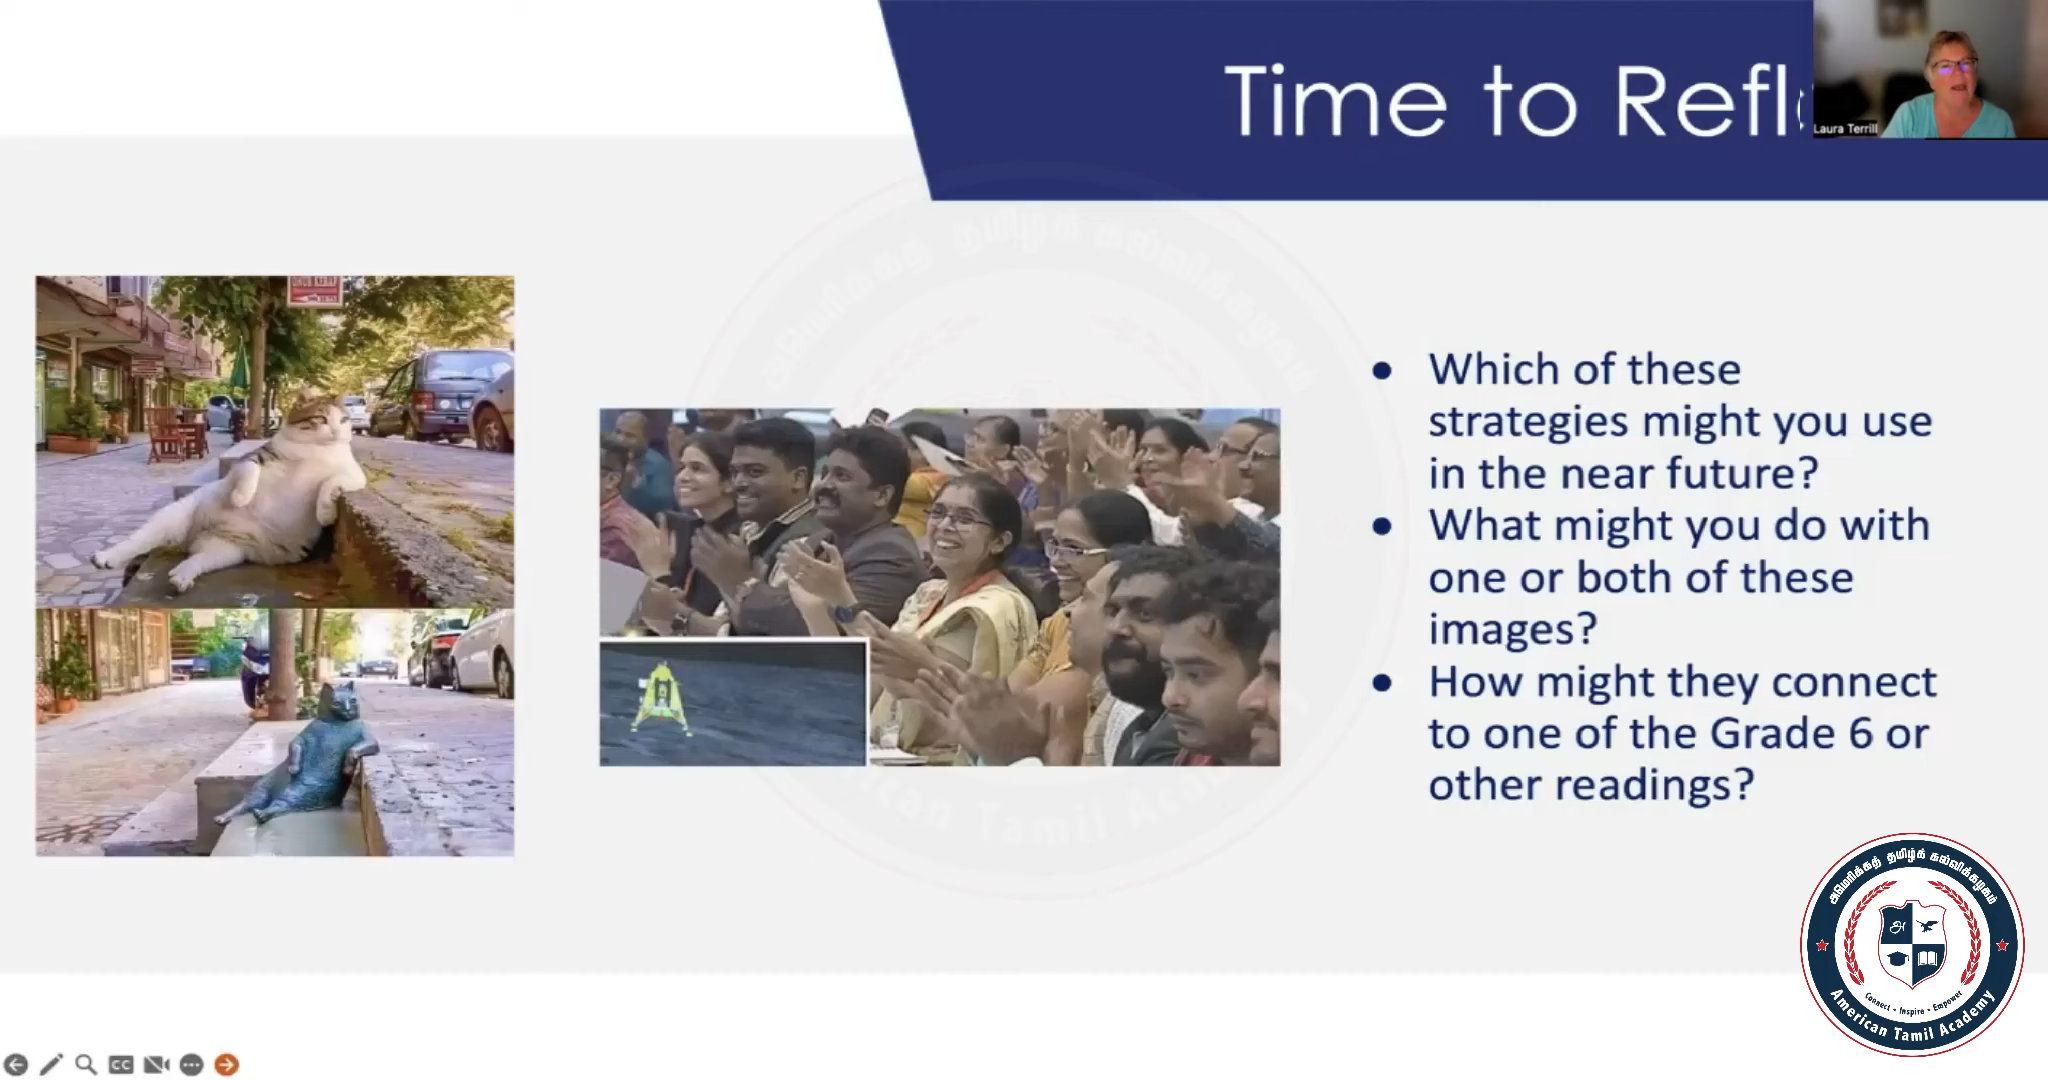 Time to Refl
Laura Terrill
Which of these
strategies might you use
in the near future?
What might you do with
one or both of these
images?
How might they connect
to one of the Grade 6 or
other readings?
அமெரிக்கத் தமிழ்க் கல்விக்கழகம்
அ
Connect • Inspire • Empower
American Tamil Academy
CC